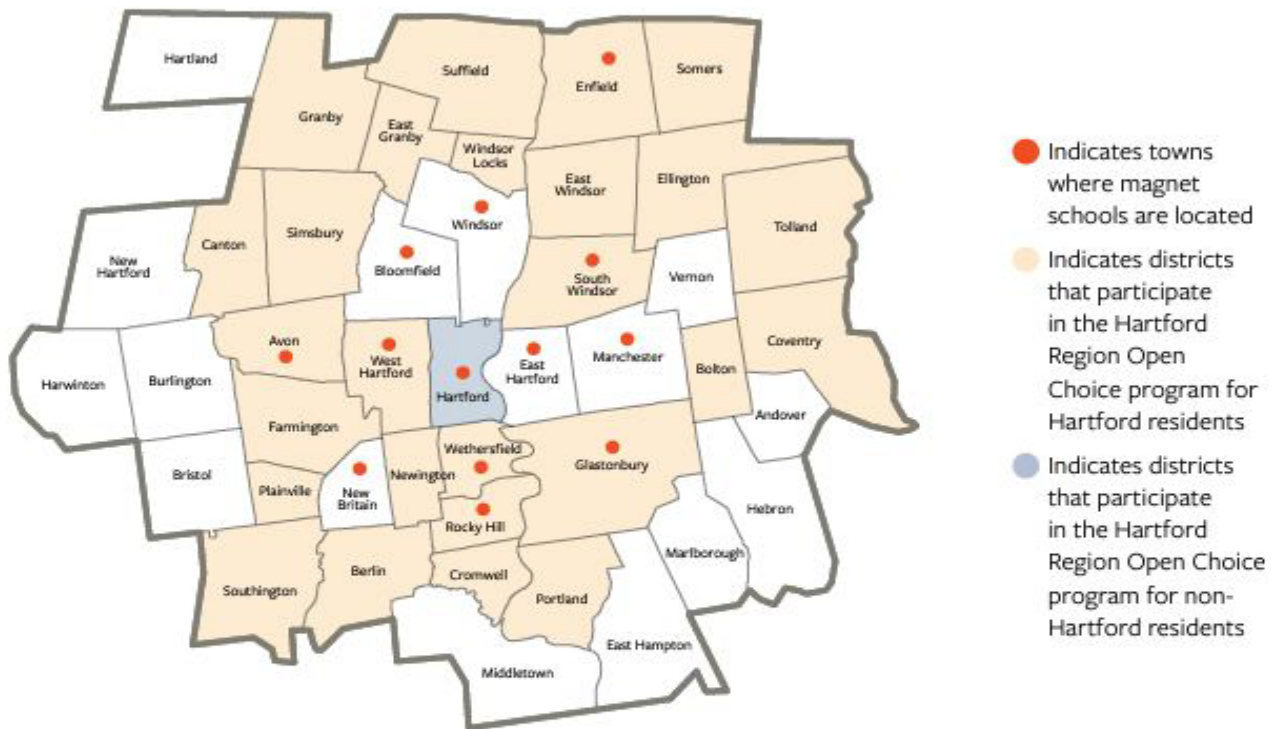 Hartland
Suffield
Enfield
Somers
Granby
East
Granby
Windsor
Locks
East
Windsor
Ellington
Tolland
Canton
Simsbury
Windsor
Bloomfield
South
Windsor
Vernon
New
Hartford
Avon
West
Hartford
Hartford
East
Hartford
Manchester
Bolton
Coventry
Harwinton
Burlington
Farmington
Andover
Bristol
Plainville
New
Britain
Newington
Wethersfield
Glastonbury
Rocky Hill
Hebron
Marlborough
Southington
Berlin
Cromwell
Portland
East Hampton
Middletown
Indicates towns
where magnet
schools are located
Indicates districts
that participate
in the Hartford
Region Open
Choice program for
Hartford residents
Indicates districts
that participate
in the Hartford
Region Open Choice
program for non-
Hartford residents